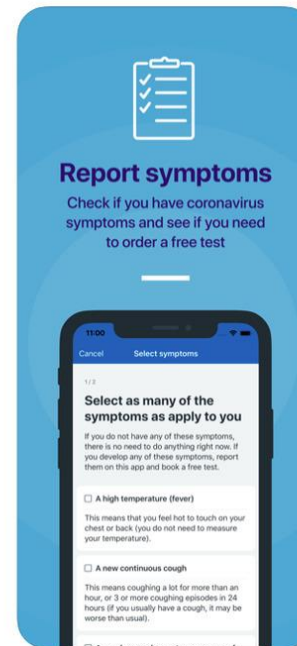 Report symptoms
Check if you have coronavirus
symptoms and see if you need
to order a free test
11:00
Cancel
Select symptoms
1/2
Select as many of the
symptoms as apply to you
If you do not have any of these symptoms,
there is no need to do anything right now. If
you develop any of these symptoms, report
them on this app and book a free test.
A high temperature (fever)
This means that you feel hot to touch on your
chest or back (you do not need to measure
your temperature).
A new continuous cough
This means coughing a lot for more than an
hour, or 3 or more coughing episodes in 24
hours (if you usually have a cough, it may be
worse than usual).